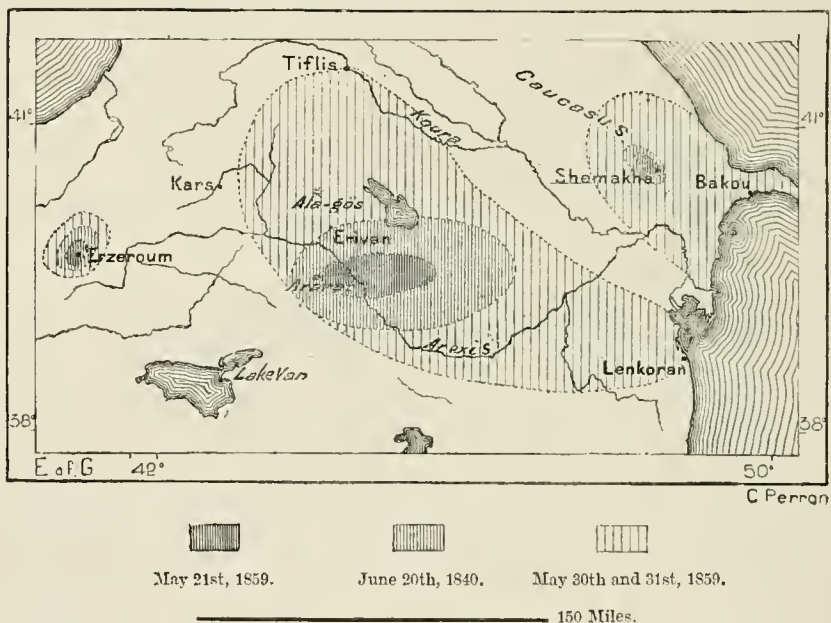 Tiflis
Caucasus
41°
41°
Koura
Shemakha
Bakou
Kars
Ala-gös
Erivan
Erzeroum
Ararat
Araxes
Lake Van
Lenkoran
38°
38°
E of. G 42° 50°
C Perron
May 21st, 1859. June 20th, 1840. May 30th and 31st, 1859.
150 Miles.